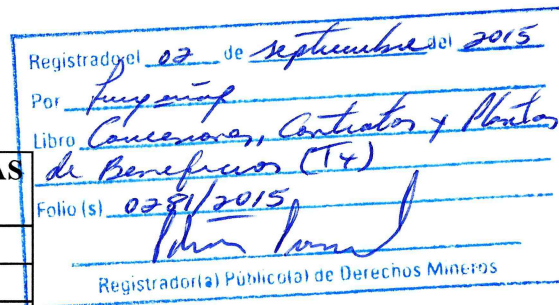 Registrado el 02 de septiembre del 2015
Por
Libro Concesiones, Contratos y Plantas
de Beneficios (T4)
Folio (s) 0281/2015
Registrador(a) Público(a) de Derechos Mineros
AS